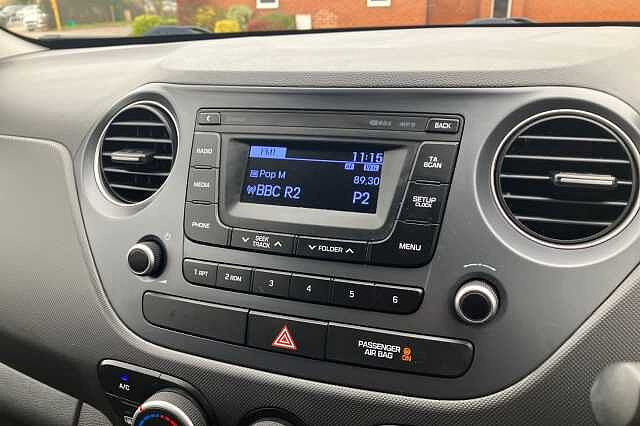 BACK
RADIO
MEDIA
PHONE
FM1 11:15
Pop M 89.30
BBC R2 P2
TA
SCAN
SETUP
CLOCK
MENU
SEEK
TRACK
FOLDER
1 RPT 2 RDM 3 4 5 6
PASSENGER
AIR BAG ON
A/C